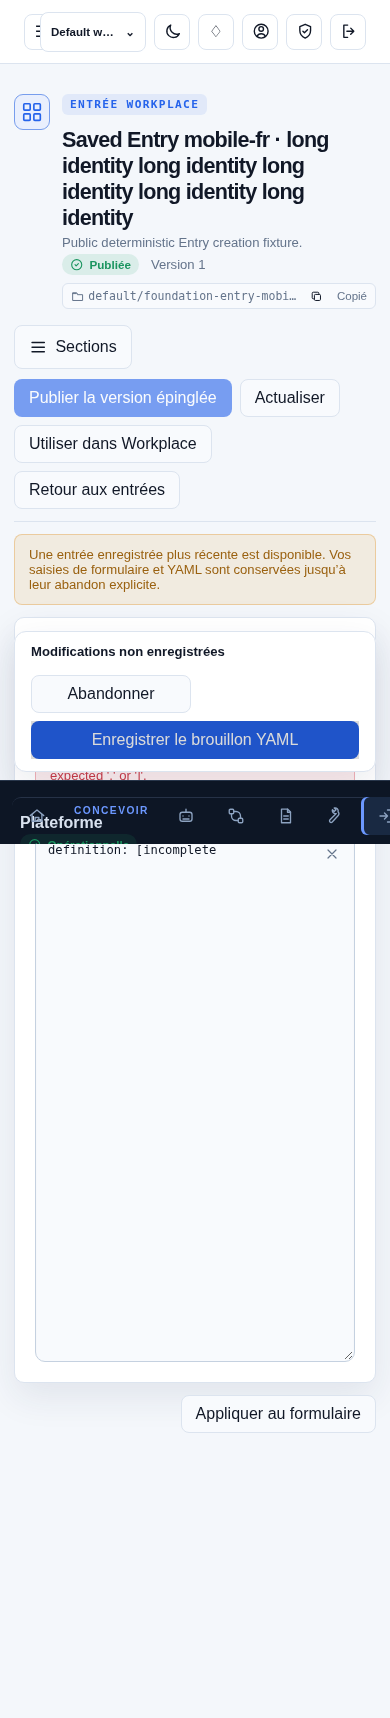 Default w… ⌄
ENTRÉE WORKPLACE
Saved Entry mobile-fr · long
identity long identity long
identity long identity long
identity
Public deterministic Entry creation fixture.
Publiée Version 1
default/foundation-entry-mobi… Copié
Sections
Publier la version épinglée Actualiser
Utiliser dans Workplace
Retour aux entrées
Une entrée enregistrée plus récente est disponible. Vos
saisies de formulaire et YAML sont conservées jusqu’à
leur abandon explicite.
Modifications non enregistrées
Abandonner
Enregistrer le brouillon YAML
expected ',' or ']'.
CONCEVOIR
Plateforme
Opérationnelle
definition: [incomplete
Appliquer au formulaire